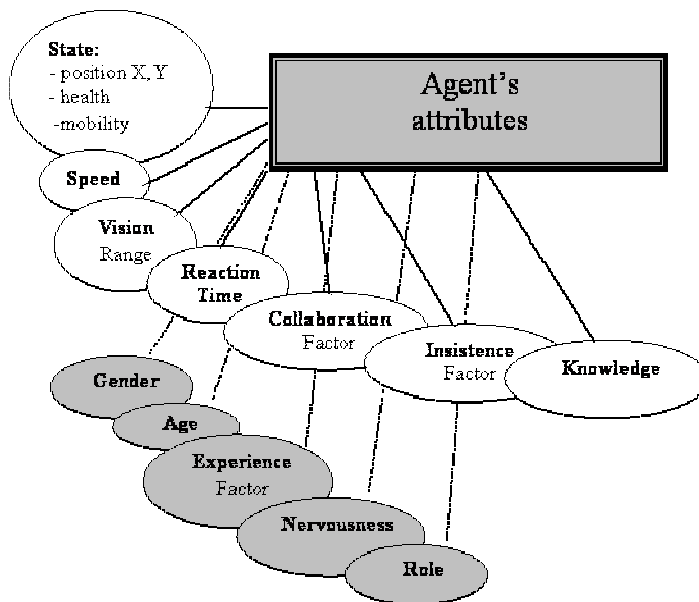 State:
- position X, Y
- health
-mobility
Agent's
attributes
Speed
Vision
Range
Reaction
Time
Collaboration
Factor
Insistence
Factor
Knowledge
Gender
Age
Experience
Factor
Nervousness
Role